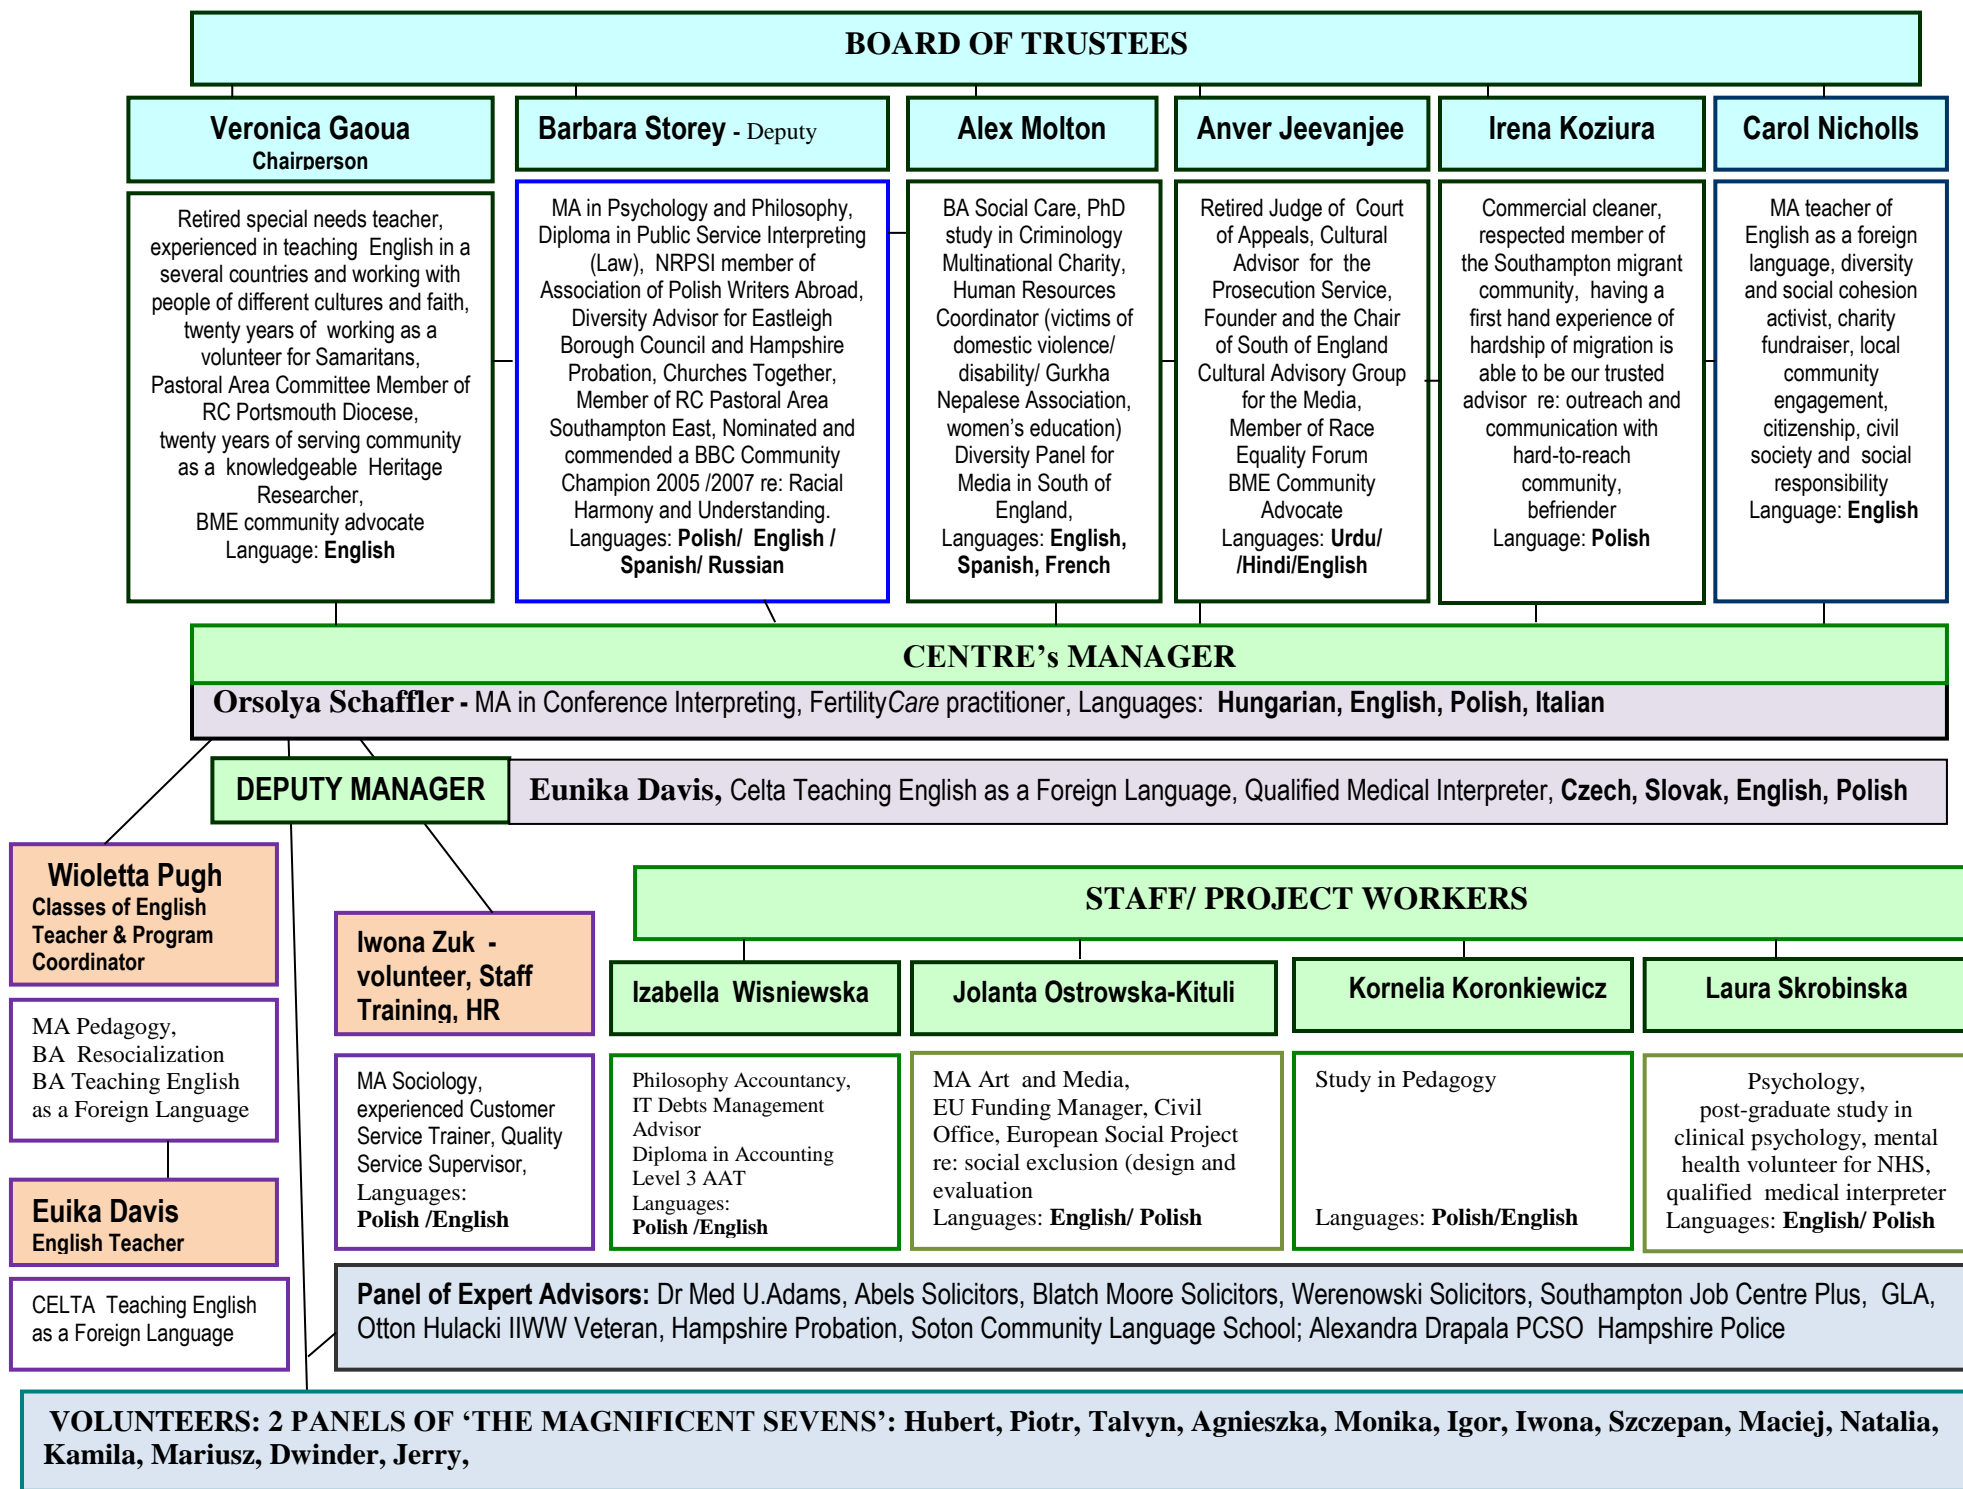 BOARD OF TRUSTEES
Veronica Gaoua
Chairperson
Retired special needs teacher,
experienced in teaching English in a
several countries and working with
people of different cultures and faith,
twenty years of working as a
volunteer for Samaritans,
Pastoral Area Committee Member of
RC Portsmouth Diocese,
twenty years of serving community
as a knowledgeable Heritage
Researcher,
BME community advocate
Language: English
Barbara Storey - Deputy
MA in Psychology and Philosophy,
Diploma in Public Service Interpreting
(Law), NRPSI member of
Association of Polish Writers Abroad,
Diversity Advisor for Eastleigh
Borough Council and Hampshire
Probation, Churches Together,
Member of RC Pastoral Area
Southampton East, Nominated and
commended a BBC Community
Champion 2005 /2007 re: Racial
Harmony and Understanding.
Languages: Polish/ English /
Spanish/ Russian
Alex Molton
BA Social Care, PhD
study in Criminology
Multinational Charity,
Human Resources
Coordinator (victims of
domestic violence/
disability/ Gurkha
Nepalese Association,
women's education)
Diversity Panel for
Media in South of
England,
Languages: English,
Spanish, French
Anver Jeevanjee
Retired Judge of Court
of Appeals, Cultural
Advisor for the
Prosecution Service,
Founder and the Chair
of South of England
Cultural Advisory Group
for the Media,
Member of Race
Equality Forum
BME Community
Advocate
Languages: Urdu/
/Hindi/English
Irena Koziura
Commercial cleaner,
respected member of
the Southampton migrant
community, having a
first hand experience of
hardship of migration is
able to be our trusted
advisor re: outreach and
communication with
hard-to-reach
community,
befriender
Language: Polish
Carol Nicholls
MA teacher of
English as a foreign
language, diversity
and social cohesion
activist, charity
fundraiser, local
community
engagement,
citizenship, civil
society and social
responsibility
Language: English
CENTRE's MANAGER
Orsolya Schaffler - MA in Conference Interpreting, FertilityCare practitioner, Languages: Hungarian, English, Polish, Italian
DEPUTY MANAGER
Eunika Davis, Celta Teaching English as a Foreign Language, Qualified Medical Interpreter, Czech, Slovak, English, Polish
Wioletta Pugh
Classes of English
Teacher & Program
Coordinator
MA Pedagogy,
BA Resocialization
BA Teaching English
as a Foreign Language
Euika Davis
English Teacher
CELTA Teaching English
as a Foreign Language
Iwona Zuk -
volunteer, Staff
Training, HR
MA Sociology,
experienced Customer
Service Trainer, Quality
Service Supervisor,
Languages:
Polish /English
STAFF/ PROJECT WORKERS
Izabella Wisniewska
Philosophy Accountancy,
IT Debts Management
Advisor
Diploma in Accounting
Level 3 AAT
Languages:
Polish /English
Jolanta Ostrowska-Kituli
MA Art and Media,
EU Funding Manager, Civil
Office, European Social Project
re: social exclusion (design and
evaluation
Languages: English/ Polish
Kornelia Koronkiewicz
Study in Pedagogy
Languages: Polish/English
Laura Skrobinska
Psychology,
post-graduate study in
clinical psychology, mental
health volunteer for NHS,
qualified medical interpreter
Languages: English/ Polish
Panel of Expert Advisors: Dr Med U.Adams, Abels Solicitors, Blatch Moore Solicitors, Werenowski Solicitors, Southampton Job Centre Plus, GLA,
Otton Hulacki IIWW Veteran, Hampshire Probation, Soton Community Language School; Alexandra Drapala PCSO Hampshire Police
VOLUNTEERS: 2 PANELS OF 'THE MAGNIFICENT SEVENS': Hubert, Piotr, Talvyn, Agnieszka, Monika, Igor, Iwona, Szczepan, Maciej, Natalia,
Kamila, Mariusz, Dwinder, Jerry,